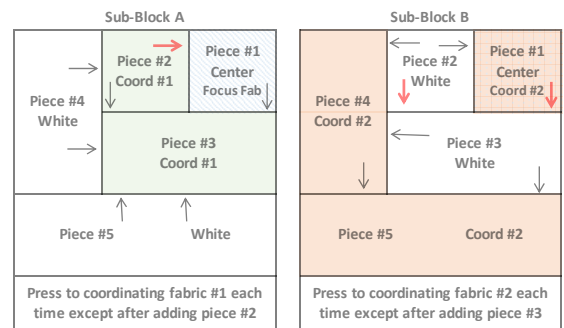 Sub-Block A
Piece #2
Coord #1
Piece #1
Center
Focus Fab
Piece #4
White
Piece #3
Coord #1
Piece #5 White
Press to coordinating fabric #1 each
time except after adding piece #2
Sub-Block B
Piece #2
White
Piece #1
Center
Coord #2
Piece #4
Coord #2
Piece #3
White
Piece #5 Coord #2
Press to coordinating fabric #2 each
time except after adding piece #3